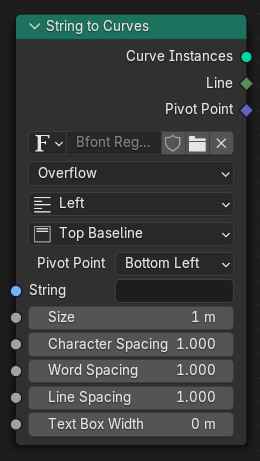 String to Curves
Curve Instances
Line
Pivot Point
F Bfont Reg...
Overflow
Left
Top Baseline
Pivot Point Bottom Left
String
Size 1 m
Character Spacing 1.000
Word Spacing 1.000
Line Spacing 1.000
Text Box Width 0 m